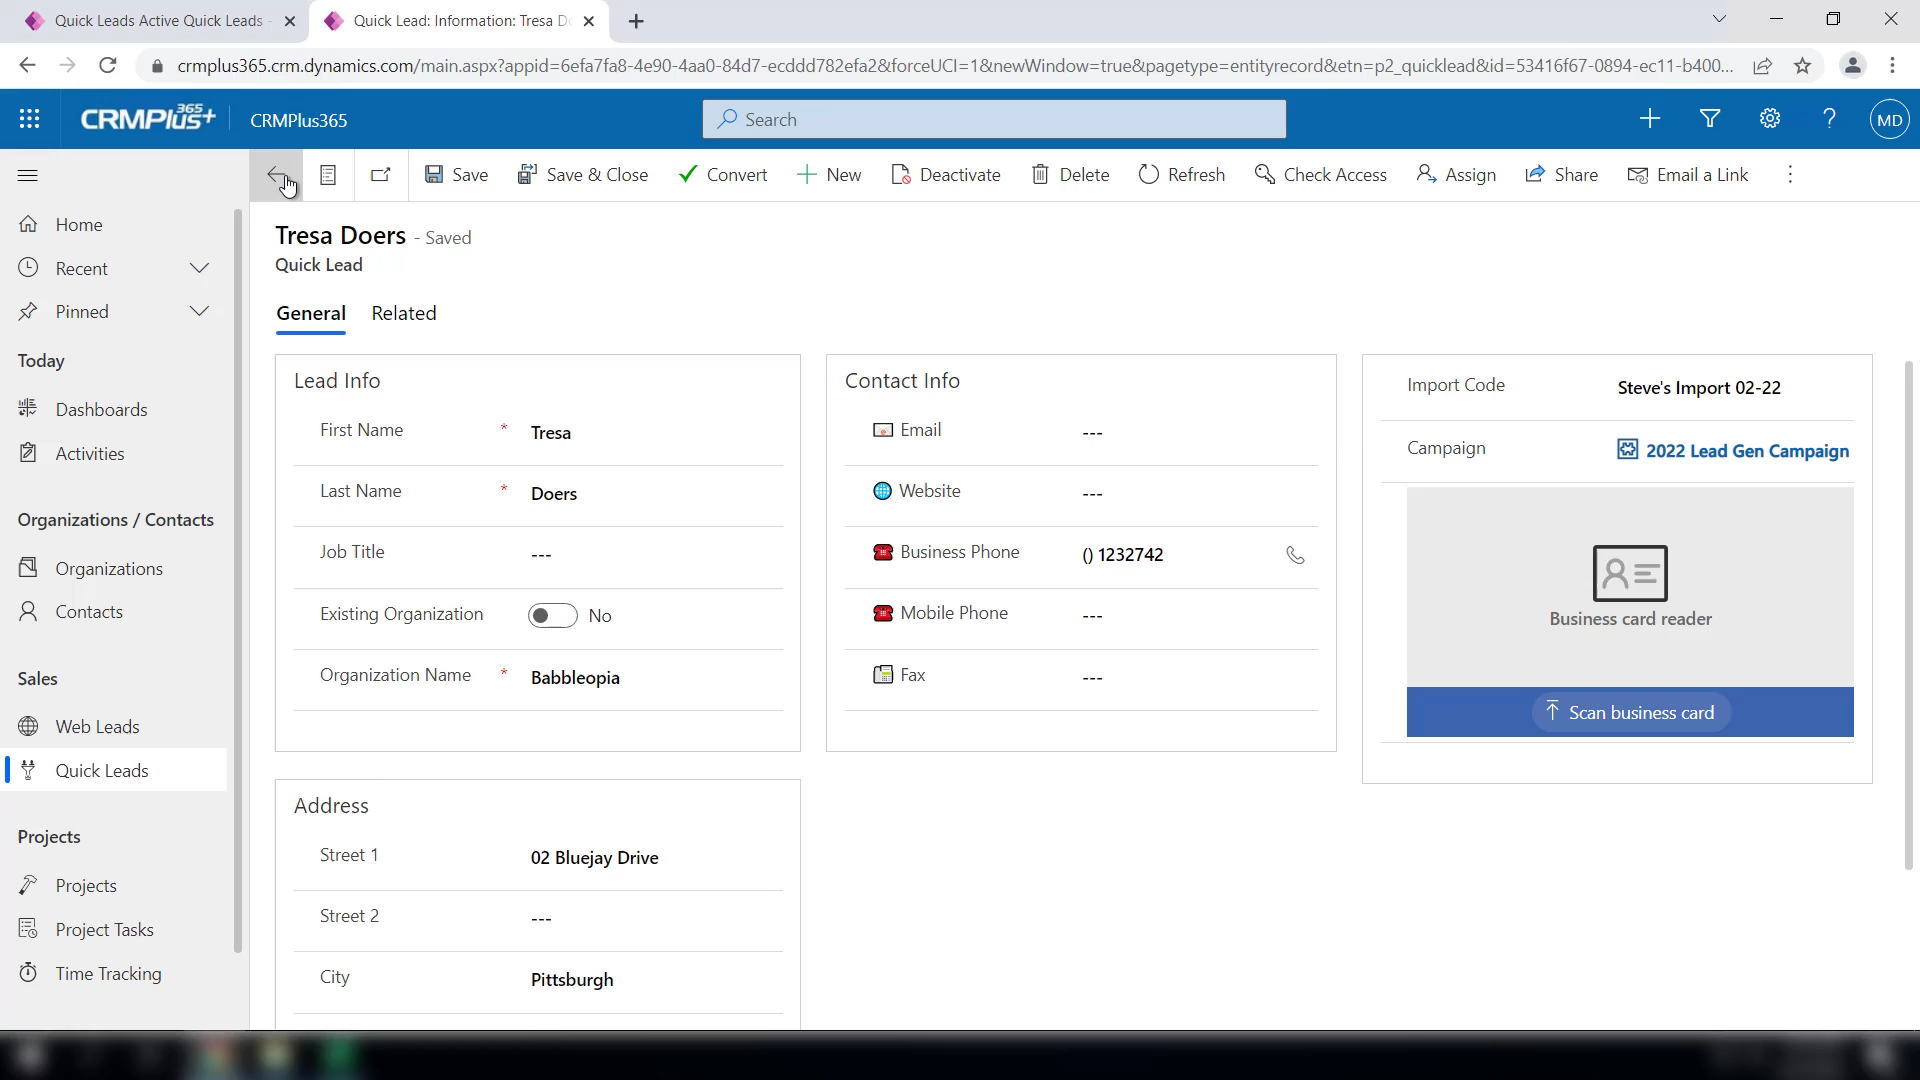 Quick Leads Active Quick Leads -
Quick Lead: Information: Tresa Do
crmplus365.crm.dynamics.com/main.aspx?appid=6efa7fa8-4e90-4aa0-84d7-ecddd782efa2&forceUCI=1&newWindow=true&pagetype=entityrecord&etn=p2_quicklead&id=53416f67-0894-ec11-b400...
CRMPlus365+
CRMPlus365
Search
?
MD
Save
Save & Close
Convert
New
Deactivate
Delete
Refresh
Check Access
Assign
Share
Email a Link
Home
Recent
Pinned
Today
Dashboards
Activities
Organizations / Contacts
Organizations
Contacts
Sales
Web Leads
Quick Leads
Projects
Projects
Project Tasks
Time Tracking
Tresa Doers - Saved
Quick Lead
General
Related
Lead Info
First Name * Tresa
Last Name * Doers
Job Title ---
Existing Organization No
Organization Name * Babbleopia
Contact Info
Email ---
Website ---
Business Phone () 1232742
Mobile Phone ---
Fax ---
Import Code Steve's Import 02-22
Campaign 2022 Lead Gen Campaign
Business card reader
Scan business card
Address
Street 1 02 Bluejay Drive
Street 2 ---
City Pittsburgh